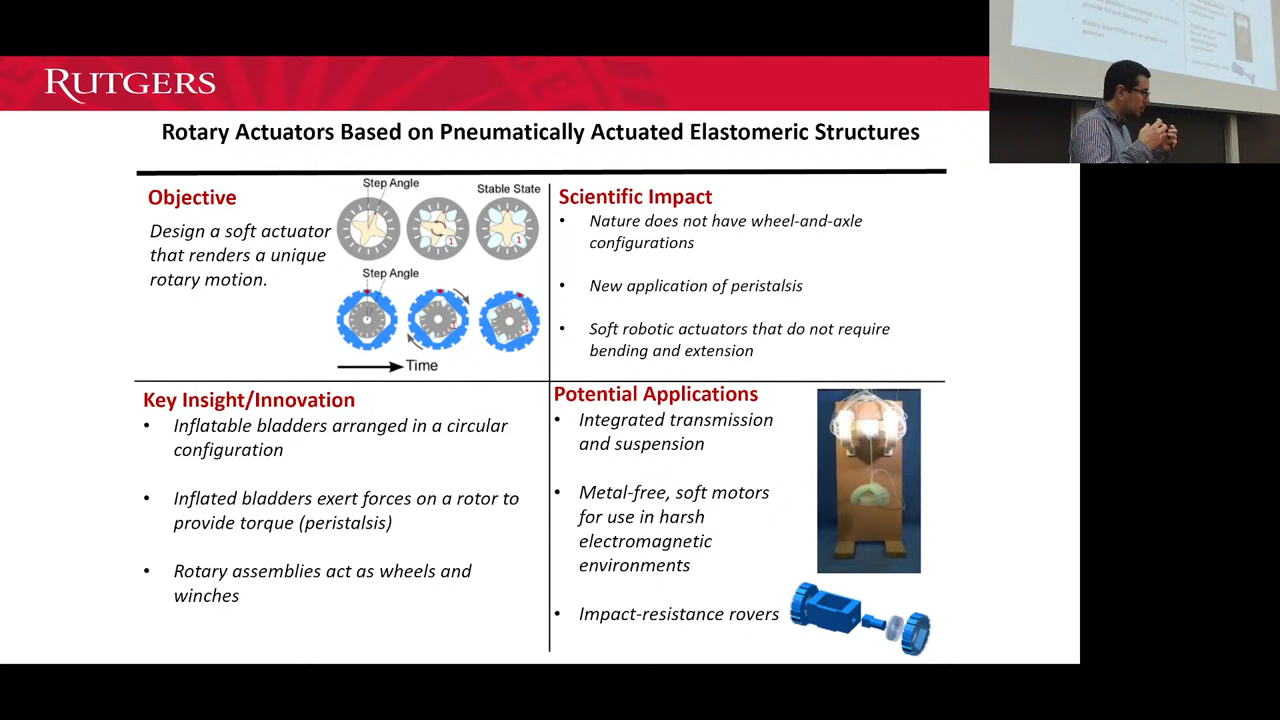 RUTGERS
Rotary Actuators Based on Pneumatically Actuated Elastomeric Structures
Objective
Design a soft actuator
that renders a unique
rotary motion.
Step Angle
Stable State
1
1
Step Angle
1
1
Time
Scientific Impact
• Nature does not have wheel-and-axle
configurations
• New application of peristalsis
• Soft robotic actuators that do not require
bending and extension
Key Insight/Innovation
• Inflatable bladders arranged in a circular
configuration
• Inflated bladders exert forces on a rotor to
provide torque (peristalsis)
• Rotary assemblies act as wheels and
winches
Potential Applications
• Integrated transmission
and suspension
• Metal-free, soft motors
for use in harsh
electromagnetic
environments
• Impact-resistance rovers